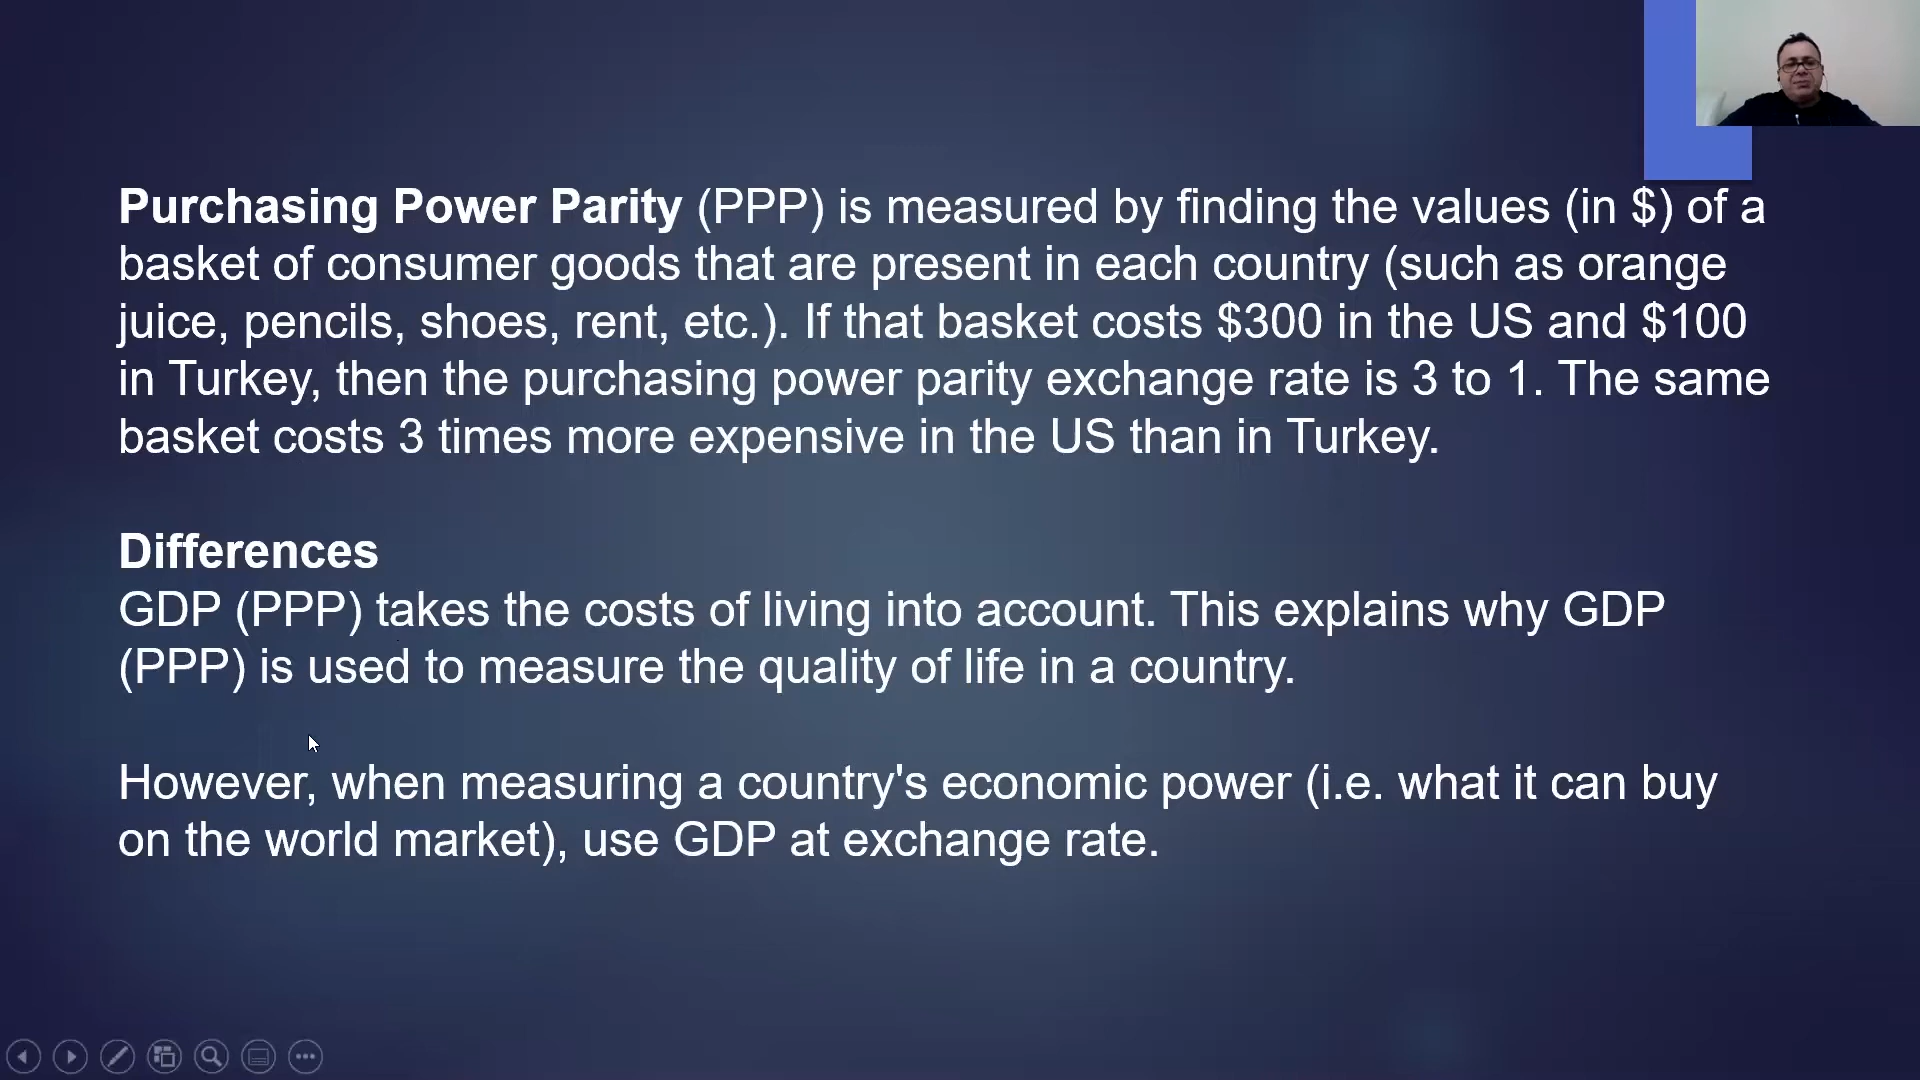 Purchasing Power Parity (PPP) is measured by finding the values (in $) of a
basket of consumer goods that are present in each country (such as orange
juice, pencils, shoes, rent, etc.). If that basket costs $300 in the US and $100
in Turkey, then the purchasing power parity exchange rate is 3 to 1. The same
basket costs 3 times more expensive in the US than in Turkey.
Differences
GDP (PPP) takes the costs of living into account. This explains why GDP
(PPP) is used to measure the quality of life in a country.
However, when measuring a country's economic power (i.e. what it can buy
on the world market), use GDP at exchange rate.